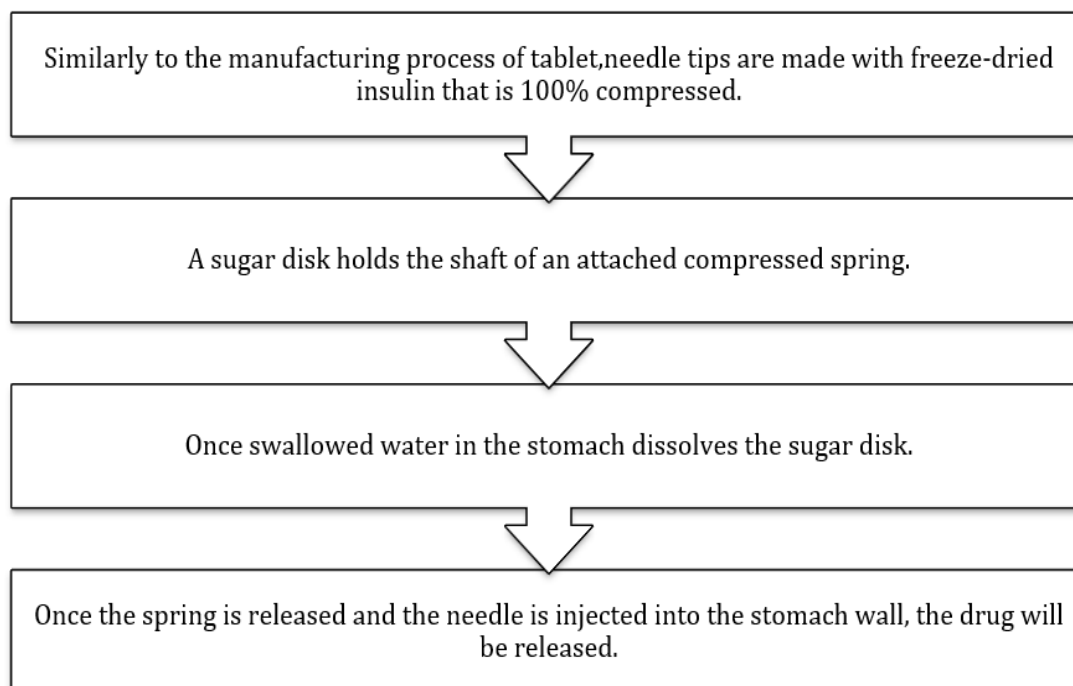 Similarly to the manufacturing process of tablet,needle tips are made with freeze-dried
insulin that is 100% compressed.
A sugar disk holds the shaft of an attached compressed spring.
Once swallowed water in the stomach dissolves the sugar disk.
Once the spring is released and the needle is injected into the stomach wall, the drug will
be released.